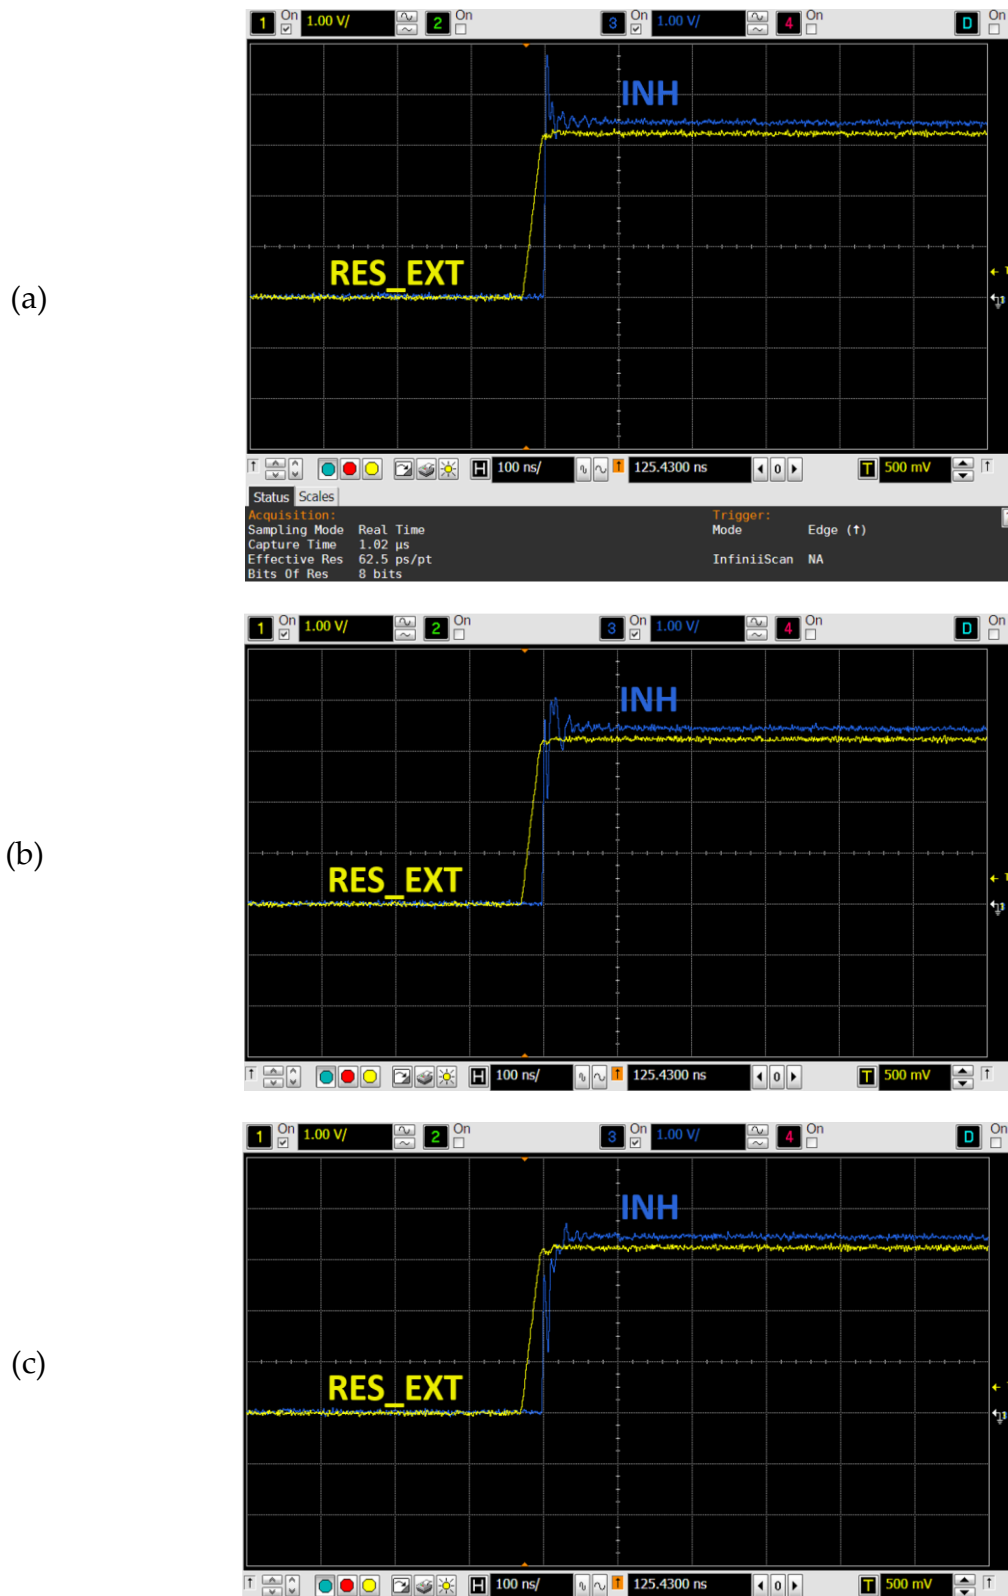 1 On 1.00 V/ 2 On 3 On 1.00 V/ 4 On D On
INH
RES_EXT
(a)
H 100 ns/ 125.4300 ns 0 T 500 mV
Status Scales
Acquisition: Trigger:
Sampling Mode Real Time Mode Edge (↑)
Capture Time 1.02 µs
Effective Res 62.5 ps/pt InfiniiScan NA
Bits Of Res 8 bits
1 On 1.00 V/ 2 On 3 On 1.00 V/ 4 On D On
INH
(b)
RES_EXT
H 100 ns/ 125.4300 ns 0 T 500 mV
1 On 1.00 V/ 2 On 3 On 1.00 V/ 4 On D On
INH
(c)
RES_EXT
H 100 ns/ 125.4300 ns 0 T 500 mV